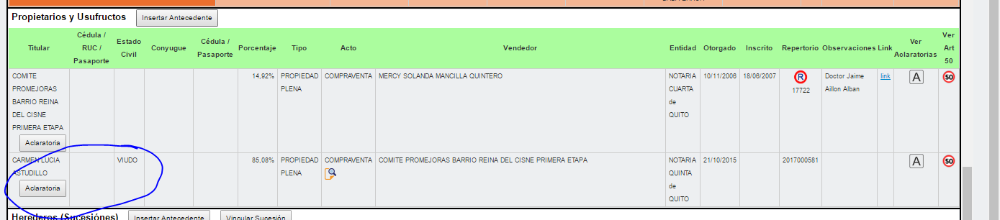 Propietarios y Usufructos Insertar Antecedente
Titular Cédula / RUC / Pasaporte Estado Civil Conyugue Cédula / Pasaporte Porcentaje Tipo Acto Vendedor Entidad Otorgado Inscrito Repertorio Observaciones Link Ver Aclaratorias Ver Art 50
COMITE 14,92% PROPIEDAD COMPRAVENTA MERCY SOLANDA MANCILLA QUINTERO NOTARIA 10/11/2006 18/06/2007 R Doctor Jaime link A 50
PROMEJORAS PLENA CUARTA 17722 Aillon Alban
BARRIO REINA de
DEL CISNE QUITO
PRIMERA ETAPA
Aclaratoria
CARMEN LUCIA VIUDO 85,08% PROPIEDAD COMPRAVENTA COMITE PROMEJORAS BARRIO REINA DEL CISNE PRIMERA ETAPA NOTARIA 21/10/2015 2017000581 A 50
ASTUDILLO PLENA QUINTA
Aclaratoria de
QUITO
Herederos (Sucesiónes) Insertar Antecedente Vincular Sucesión